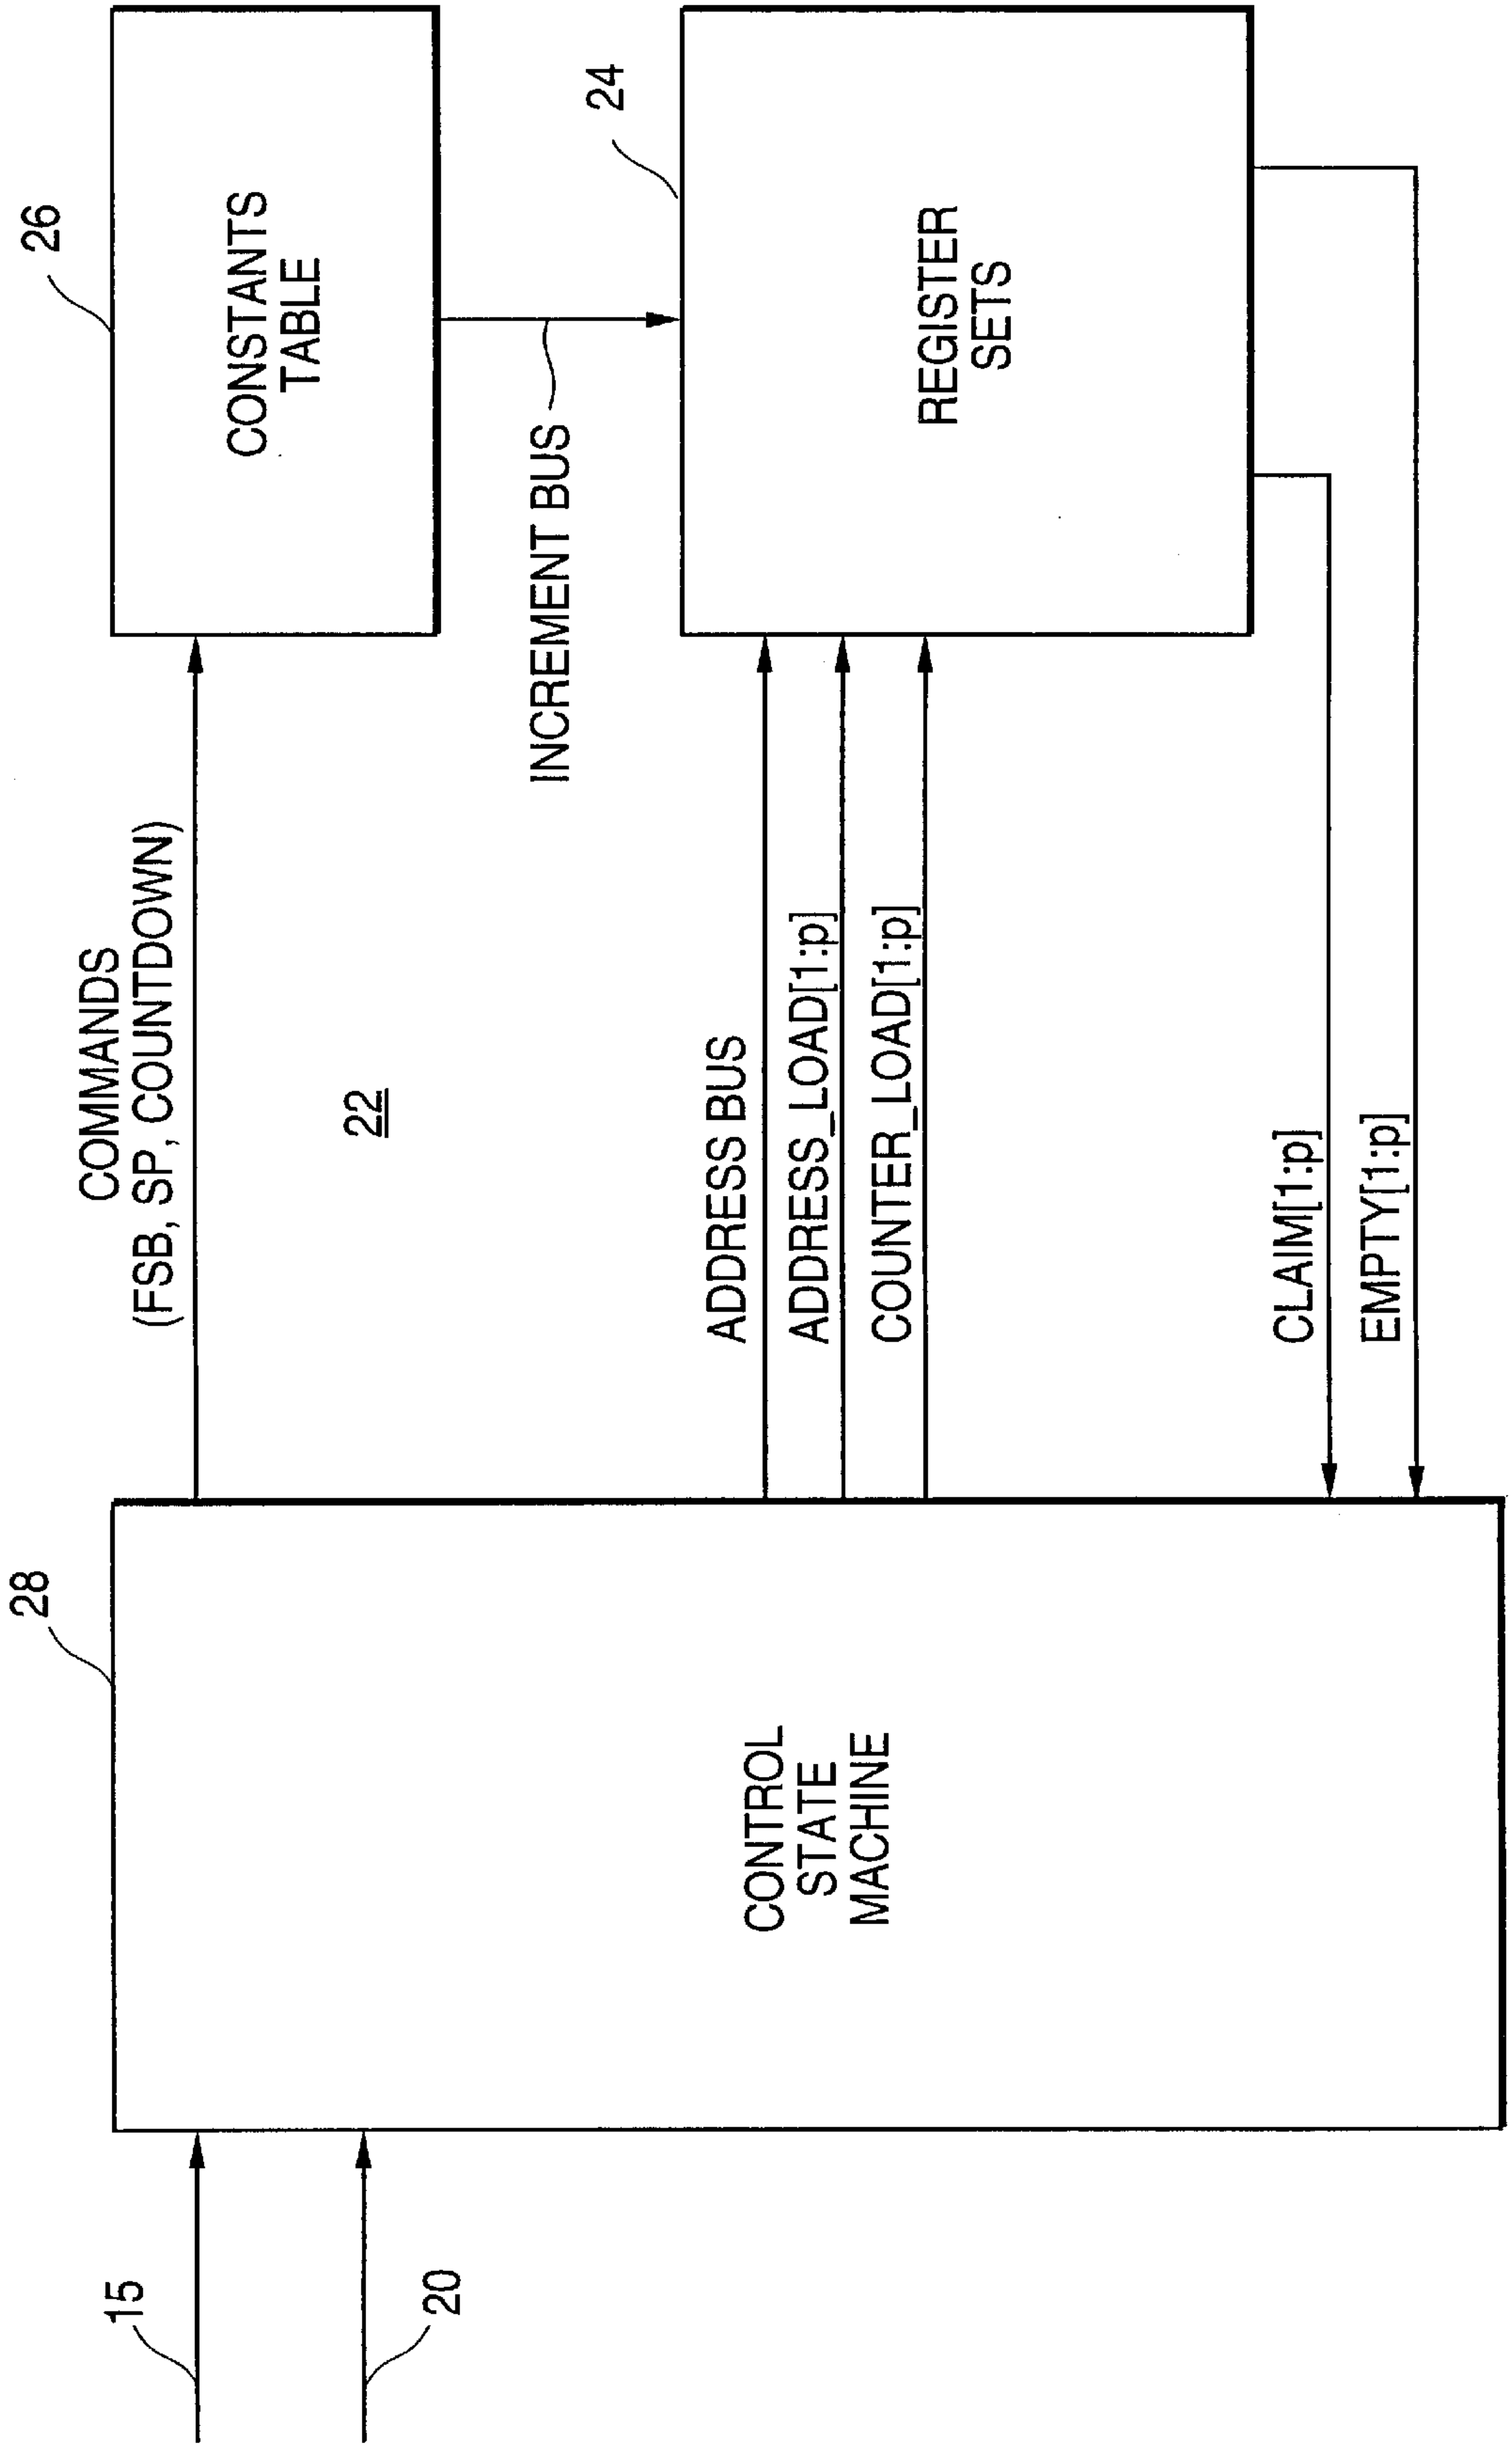 15
20
28
CONTROL
STATE
MACHINE
COMMANDS
(FSB, SP, COUNTDOWN)
22
ADDRESS BUS
ADDRESS_LOAD[1:p]
COUNTER_LOAD[1:p]
CLAIM[1:p]
EMPTY[1:p]
26
CONSTANTS
TABLE
INCREMENT BUS
24
REGISTER
SETS